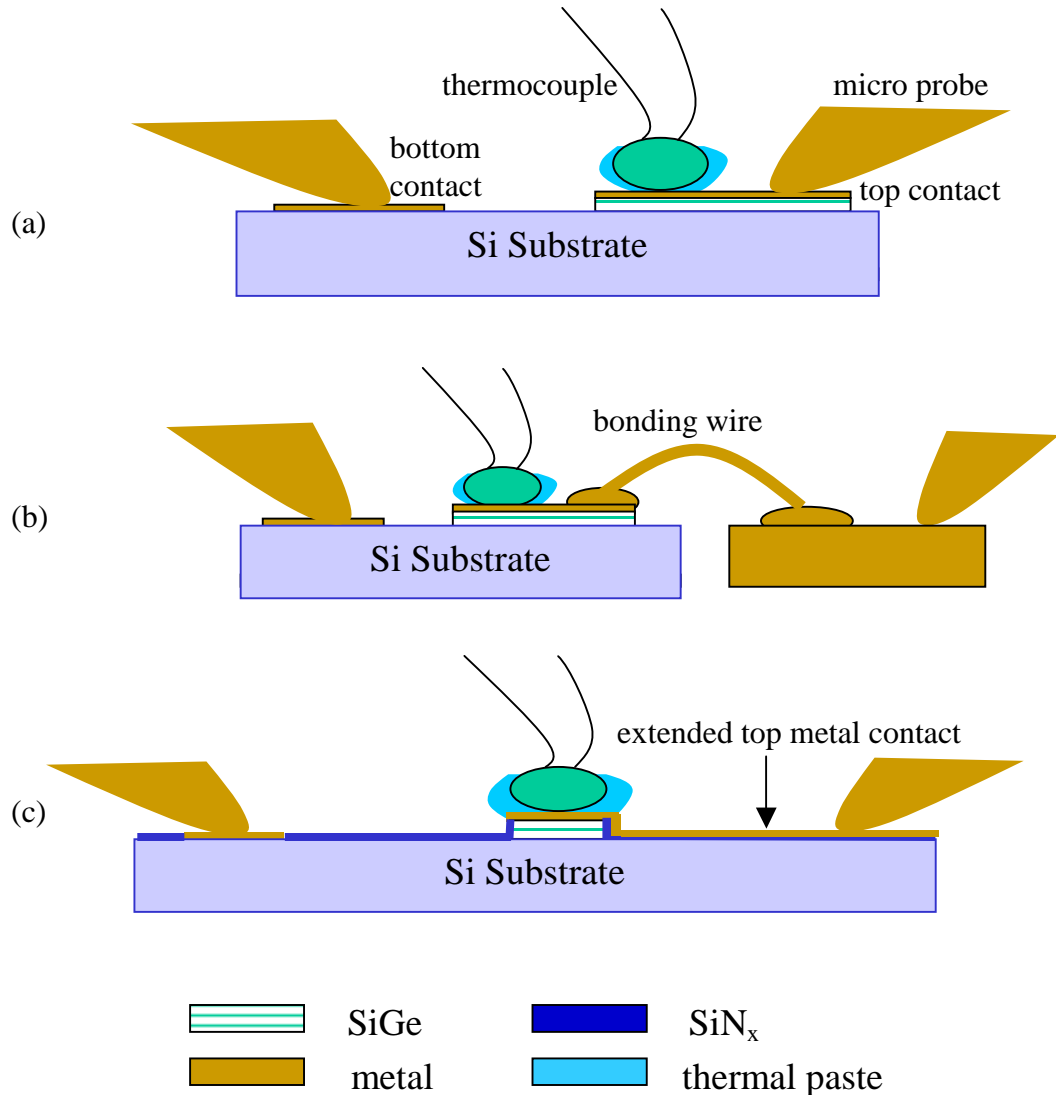 thermocouple
micro probe
bottom
contact
top contact
(a)
Si Substrate
bonding wire
(b)
Si Substrate
extended top metal contact
(c)
Si Substrate
SiGe
SiNₓ
metal
thermal paste